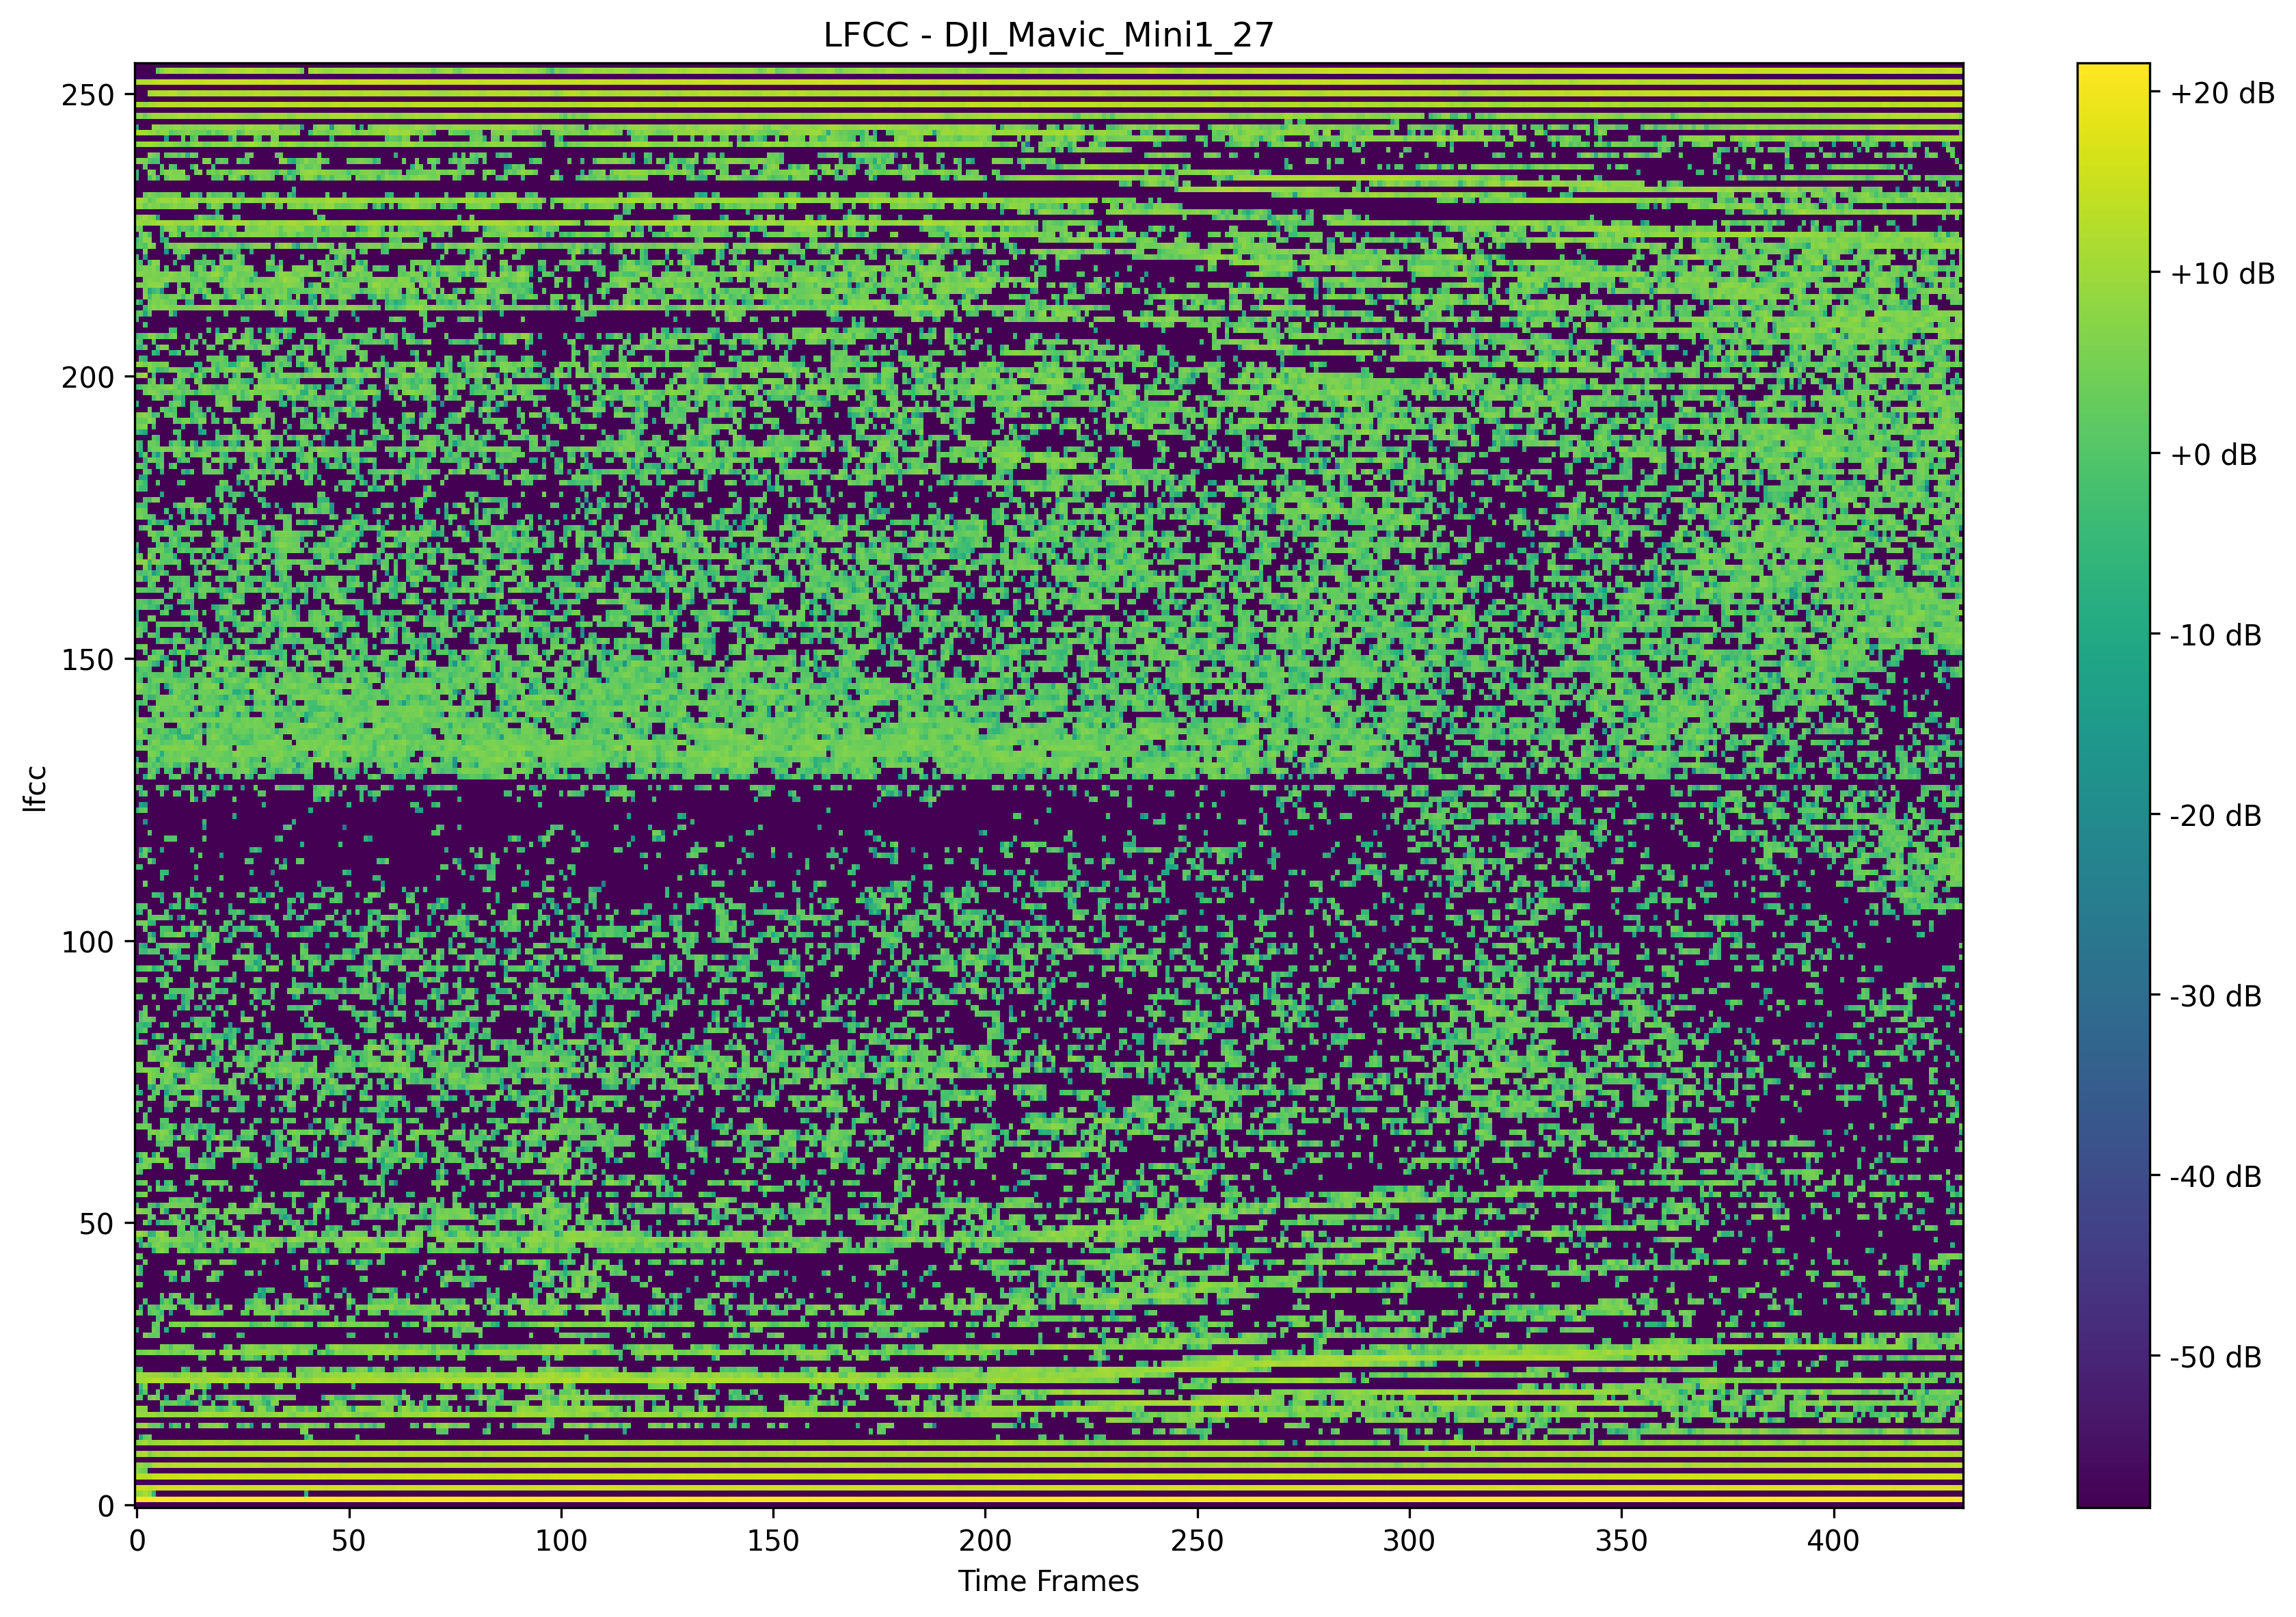 LFCC - DJI_Mavic_Mini1_27
250
200
150
100
50
0
lfcc
0 50 100 150 200 250 300 350 400
Time Frames
+20 dB
+10 dB
+0 dB
-10 dB
-20 dB
-30 dB
-40 dB
-50 dB